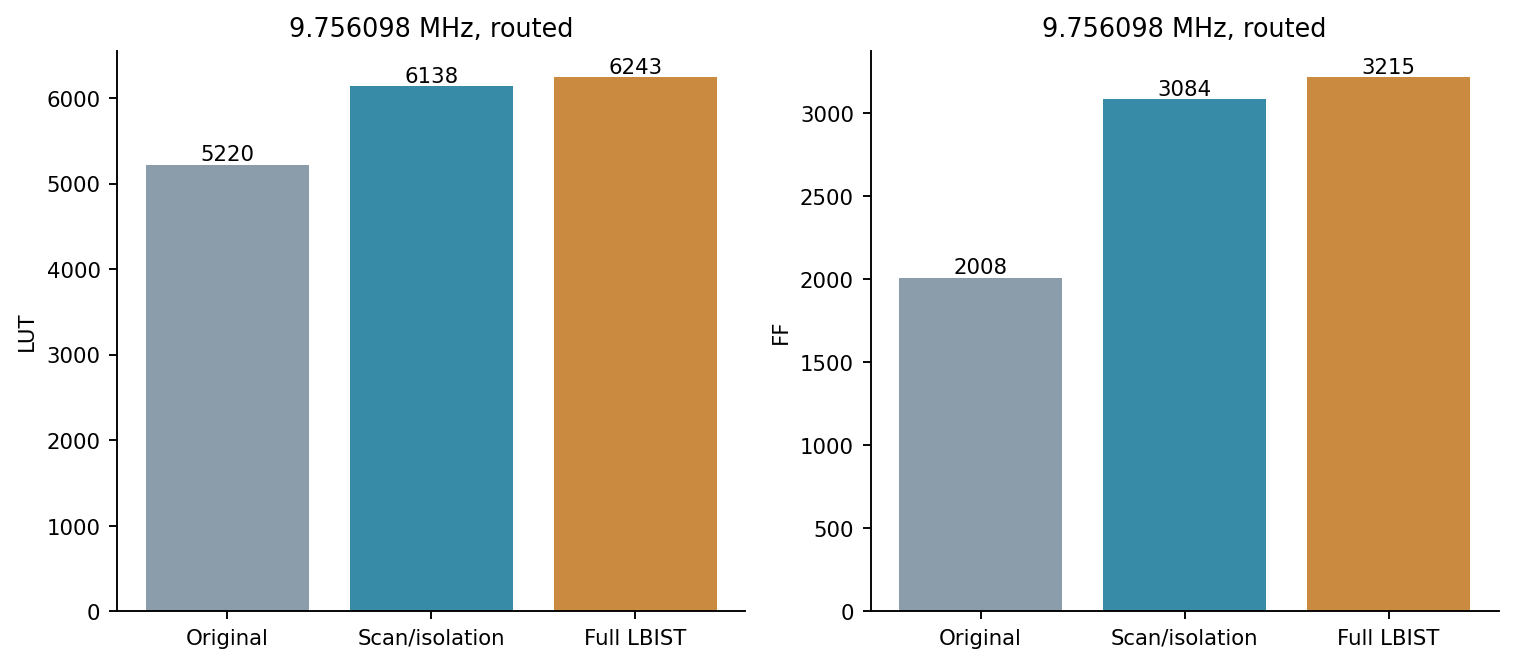 9.756098 MHz, routed
LUT
6000
5000
4000
3000
2000
1000
0
5220
6138
6243
Original
Scan/isolation
Full LBIST
9.756098 MHz, routed
FF
3000
2500
2000
1500
1000
500
0
2008
3084
3215
Original
Scan/isolation
Full LBIST